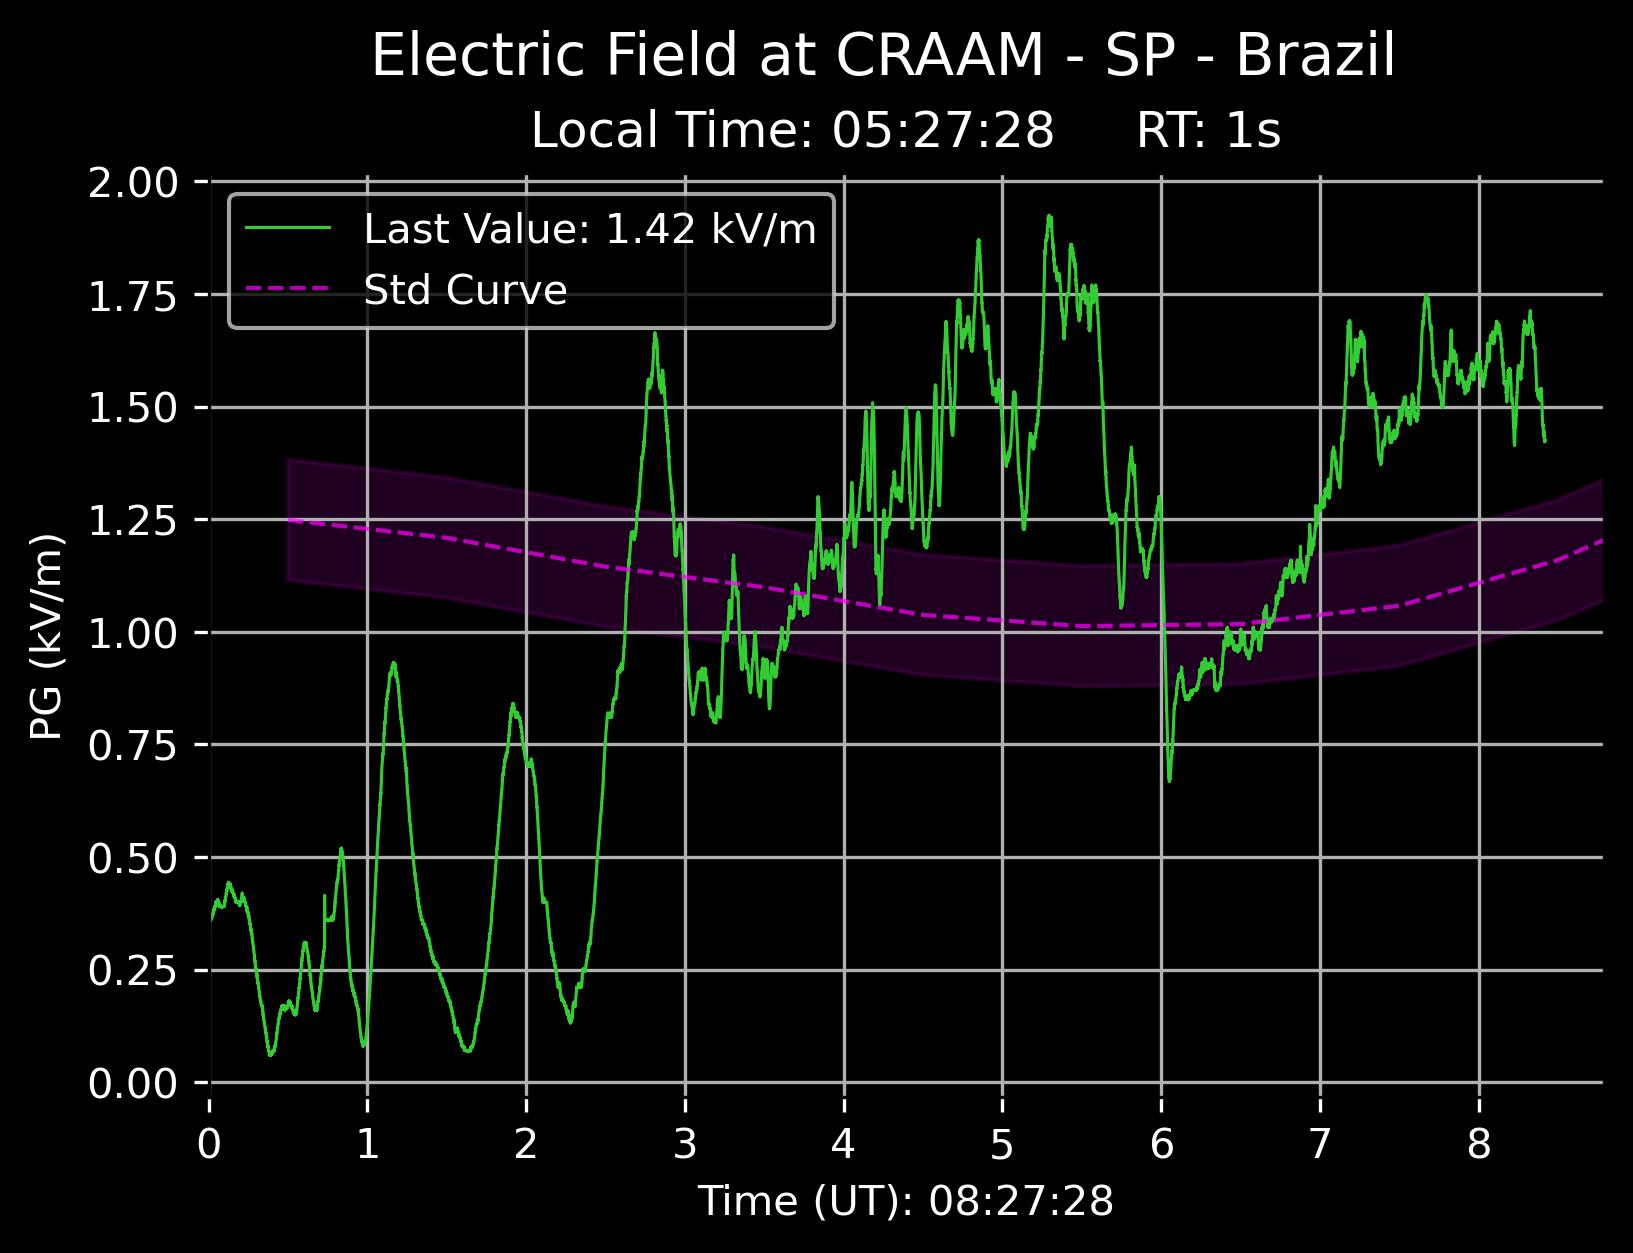 Electric Field at CRAAM - SP - Brazil
Local Time: 05:27:28 RT: 1s
Last Value: 1.42 kV/m
Std Curve
PG (kV/m)
2.00
1.75
1.50
1.25
1.00
0.75
0.50
0.25
0.00
0 1 2 3 4 5 6 7 8
Time (UT): 08:27:28